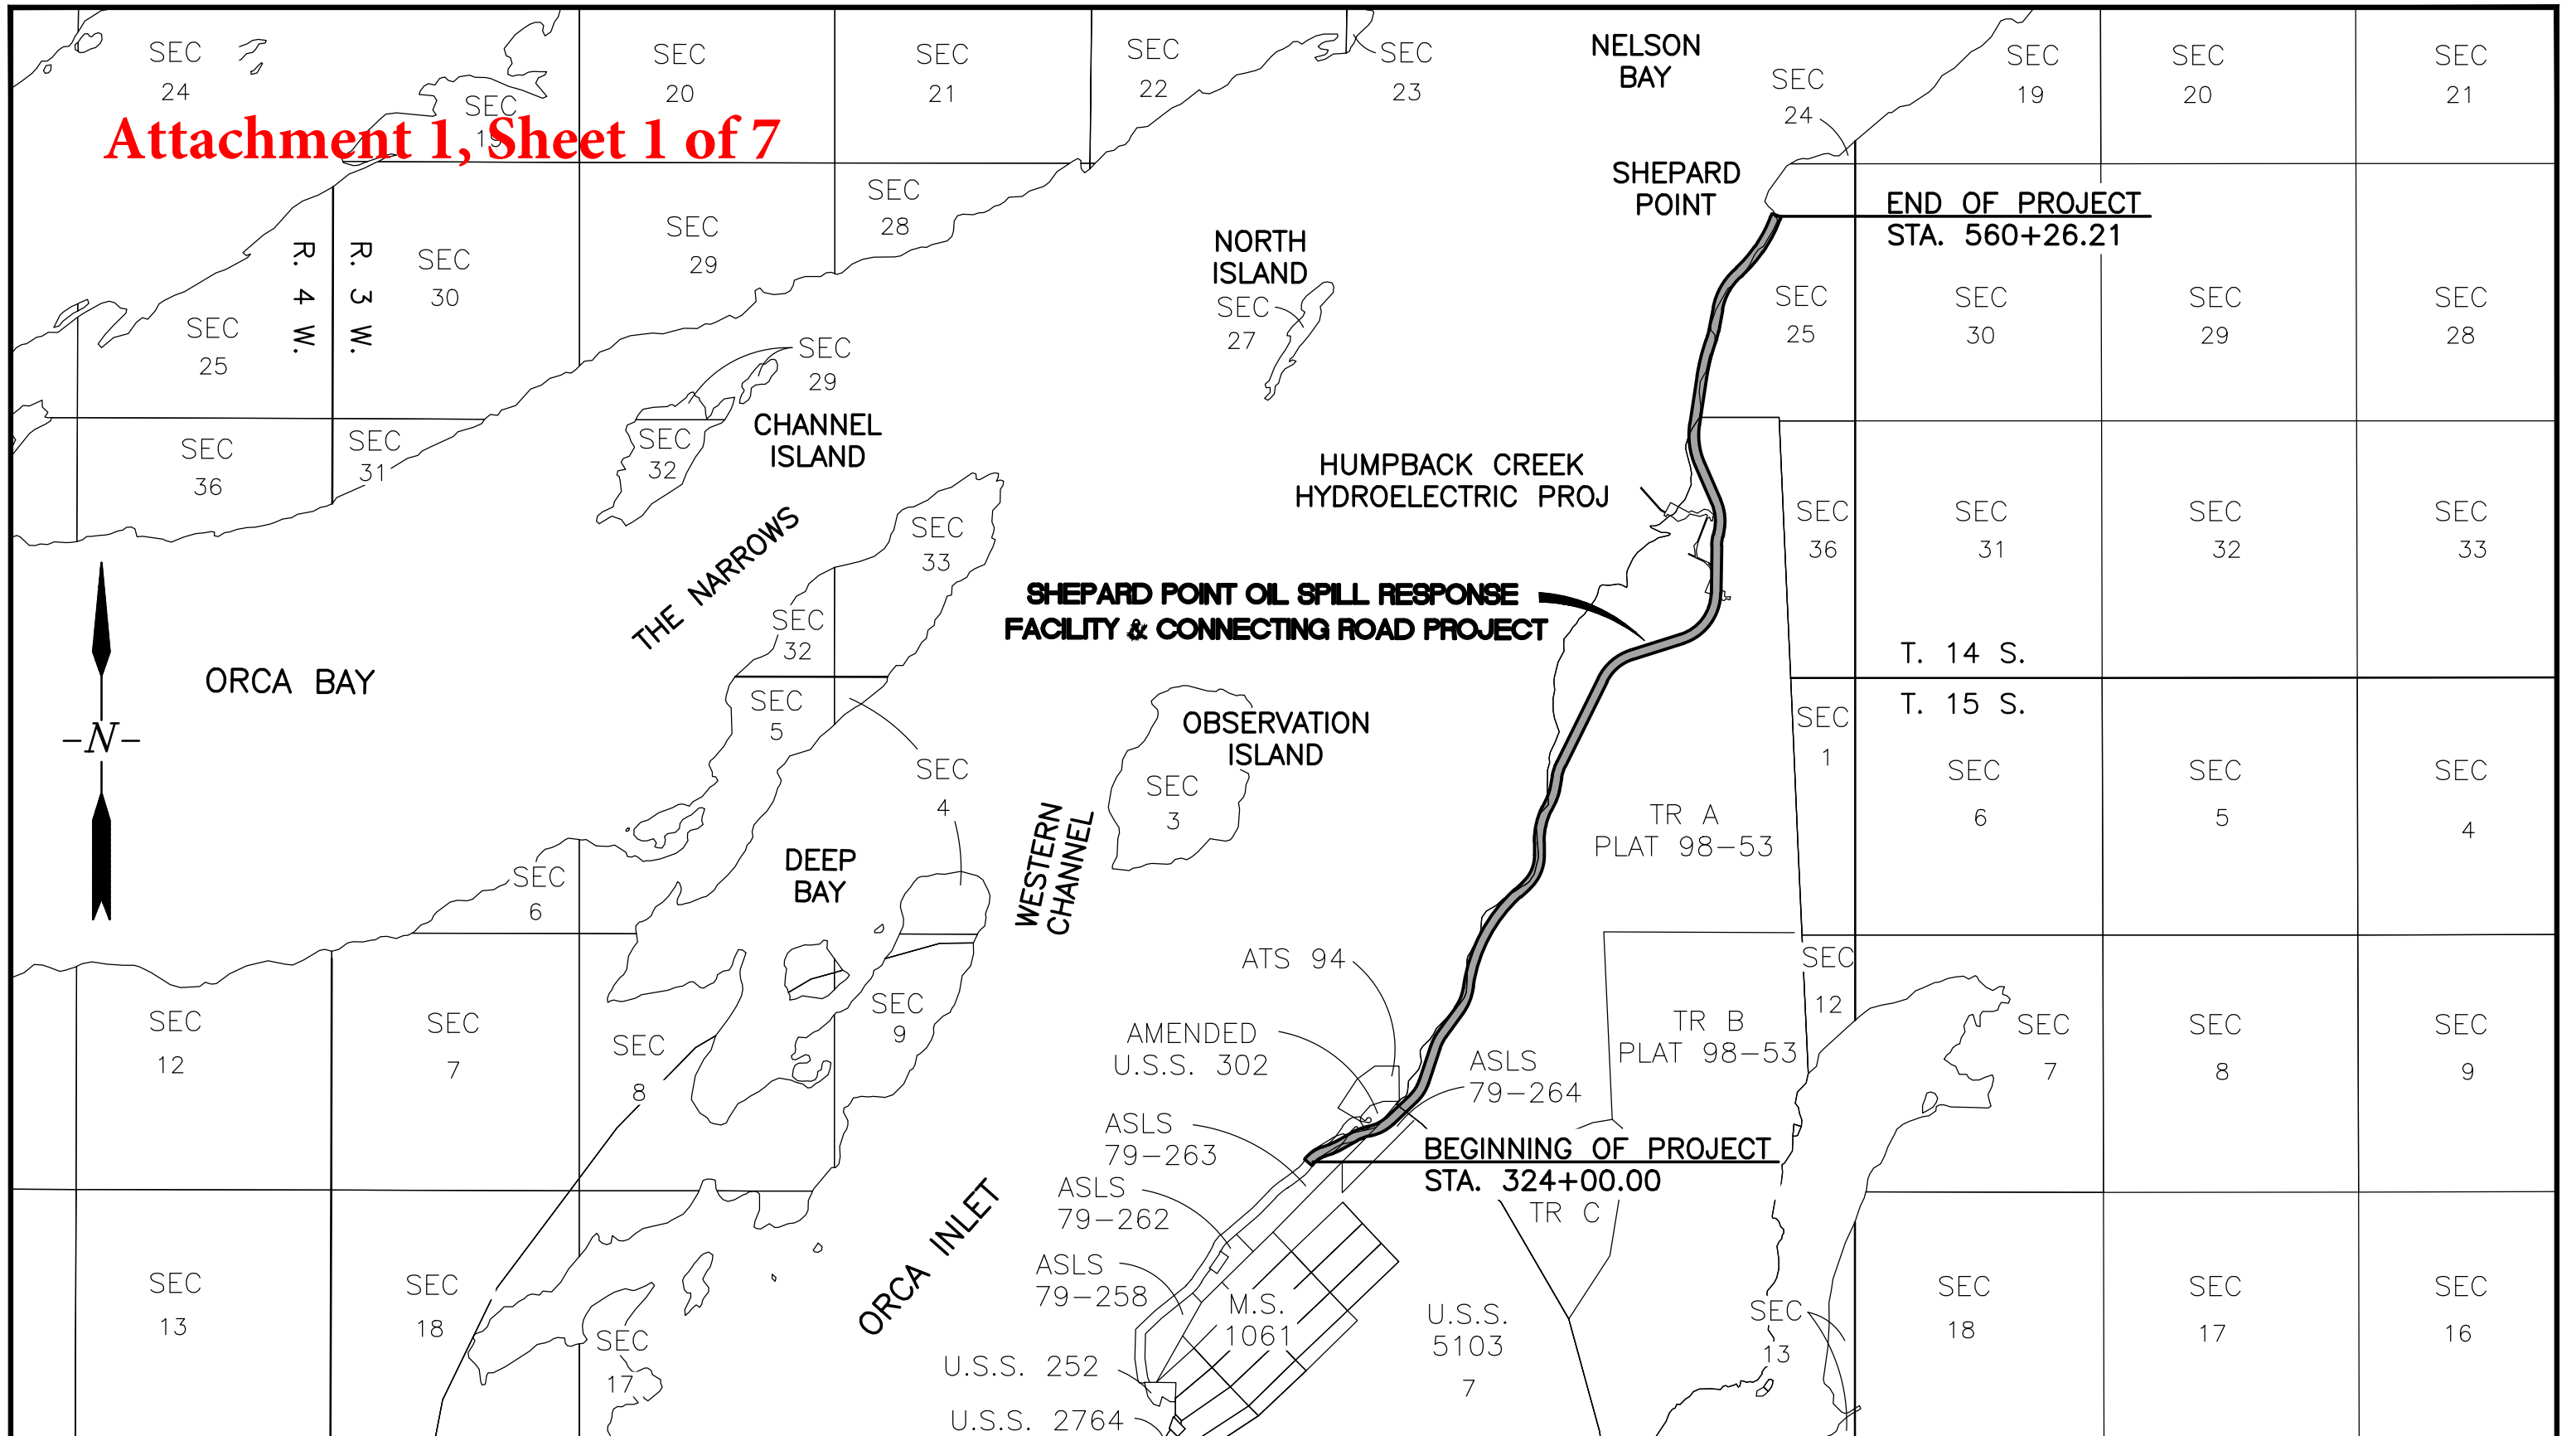 SEC
24
SEC
19
SEC
20
SEC
21
SEC
22
SEC
23
NELSON
BAY
SEC
24
SEC
19
SEC
20
SEC
21
Attachment 1, Sheet 1 of 7
SHEPARD
POINT
END OF PROJECT
STA. 560+26.21
R. 4 W.
R. 3 W.
SEC
25
SEC
30
SEC
29
SEC
28
NORTH
ISLAND
SEC
27
SEC
25
SEC
30
SEC
29
SEC
28
SEC
29
CHANNEL
ISLAND
SEC
32
SEC
36
SEC
31
HUMPBACK CREEK
HYDROELECTRIC PROJ
SEC
36
SEC
31
SEC
32
SEC
33
THE NARROWS
SEC
33
SEC
32
SHEPARD POINT OIL SPILL RESPONSE
FACILITY & CONNECTING ROAD PROJECT
T. 14 S.
T. 15 S.
ORCA BAY
-N-
SEC
5
SEC
4
OBSERVATION
ISLAND
SEC
3
WESTERN
CHANNEL
SEC
1
SEC
6
SEC
5
SEC
4
TR A
PLAT 98-53
DEEP
BAY
SEC
6
SEC
12
SEC
7
SEC
8
SEC
9
ATS 94
AMENDED
U.S.S. 302
ASLS
79-264
TR B
PLAT 98-53
SEC
12
SEC
7
SEC
8
SEC
9
ASLS
79-263
BEGINNING OF PROJECT
STA. 324+00.00
TR C
ASLS
79-262
ORCA INLET
ASLS
79-258
M.S.
1061
U.S.S.
5103
7
SEC
13
SEC
18
SEC
17
SEC
13
SEC
18
SEC
17
SEC
16
U.S.S. 252
U.S.S. 2764